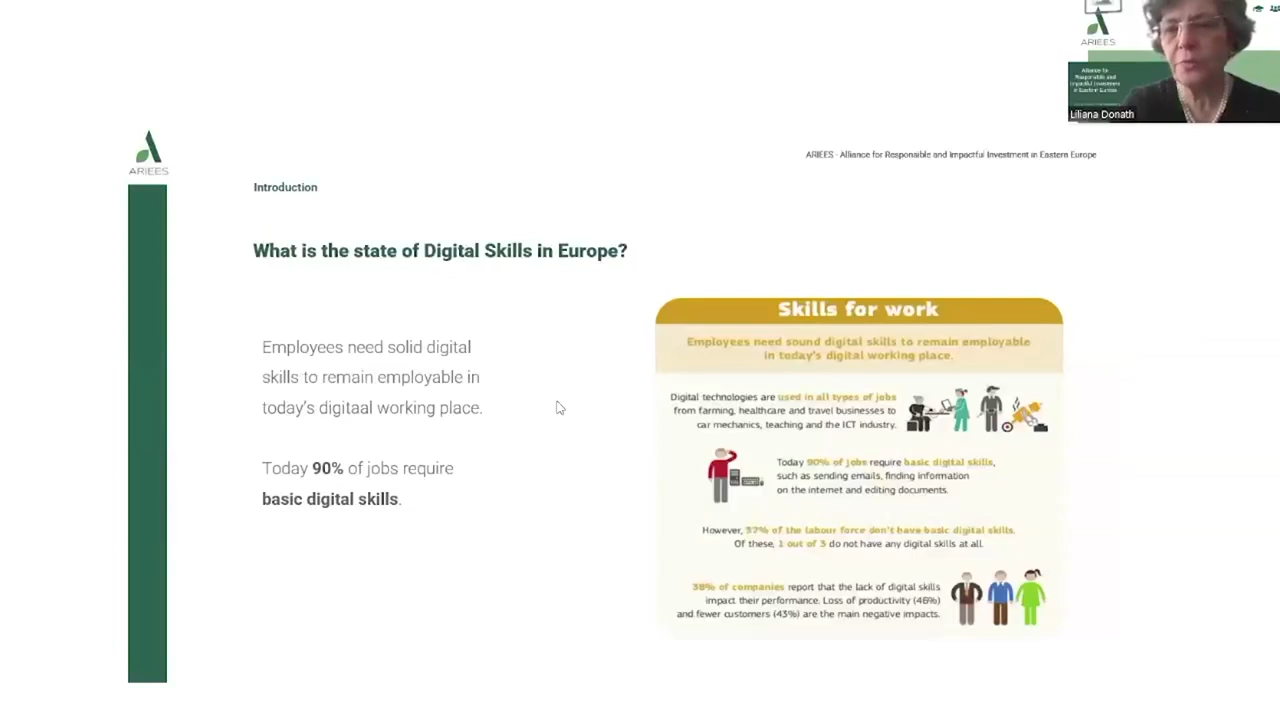 ARIEES
Alliance for
Responsible and
Impactful Investment
in Eastern Europe
Liliana Donath
ARIEES
ARIEES - Alliance for Responsible and Impactful Investment in Eastern Europe
Introduction
What is the state of Digital Skills in Europe?
Employees need solid digital
skills to remain employable in
today's digitaal working place.
Today 90% of jobs require
basic digital skills.
Skills for work
Employees need sound digital skills to remain employable
in today's digital working place.
Digital technologies are used in all types of jobs
from farming, healthcare and travel businesses to
car mechanics, teaching and the ICT industry.
Today 90% of jobs require basic digital skills,
such as sending emails, finding information
on the internet and editing documents.
However, 37% of the labour force don't have basic digital skills.
Of these, 1 out of 3 do not have any digital skills at all.
38% of companies report that the lack of digital skills
impact their performance. Loss of productivity (46%)
and fewer customers (43%) are the main negative impacts.